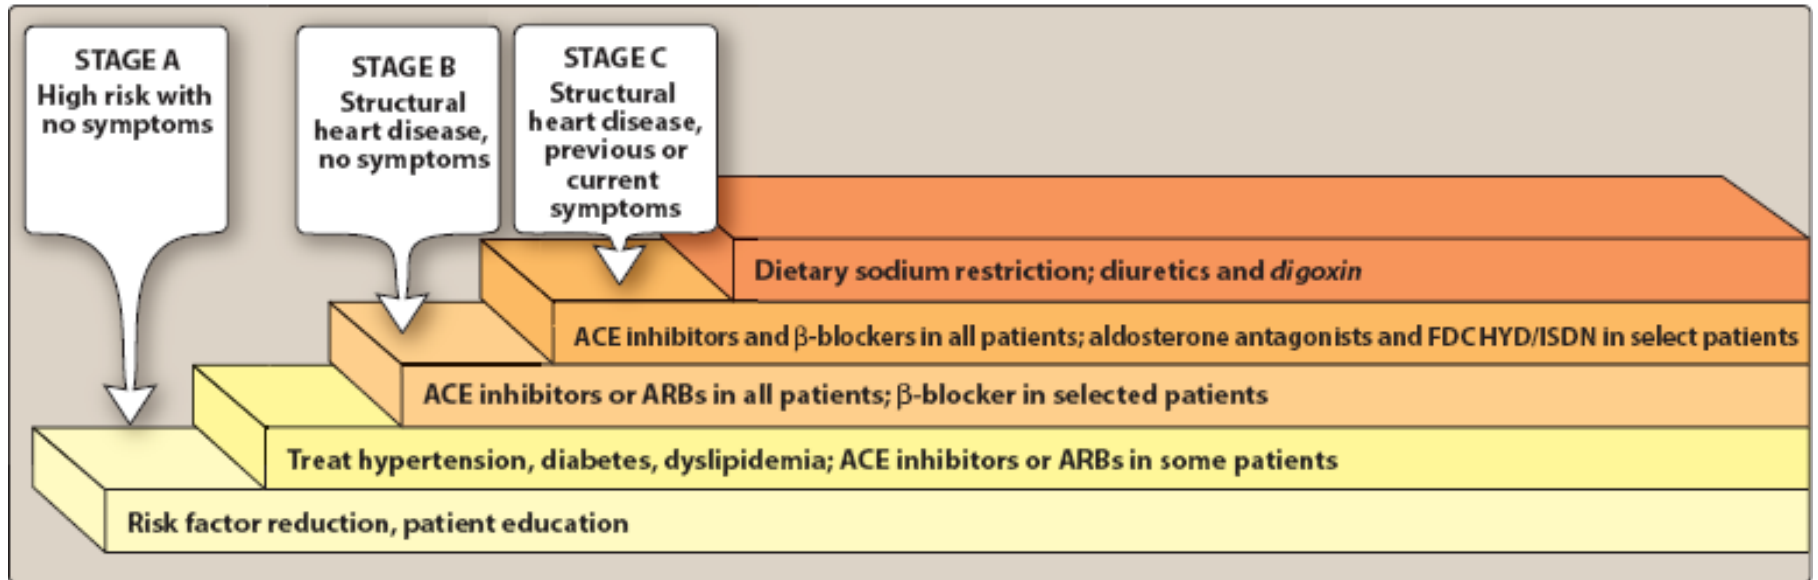 STAGE A
High risk with
no symptoms
STAGE B
Structural
heart disease,
no symptoms
STAGE C
Structural
heart disease,
previous or
current
symptoms
Dietary sodium restriction; diuretics and digoxin
ACE inhibitors and β-blockers in all patients; aldosterone antagonists and FDC HYD/ISDN in select patients
ACE inhibitors or ARBs in all patients; β-blocker in selected patients
Treat hypertension, diabetes, dyslipidemia; ACE inhibitors or ARBs in some patients
Risk factor reduction, patient education